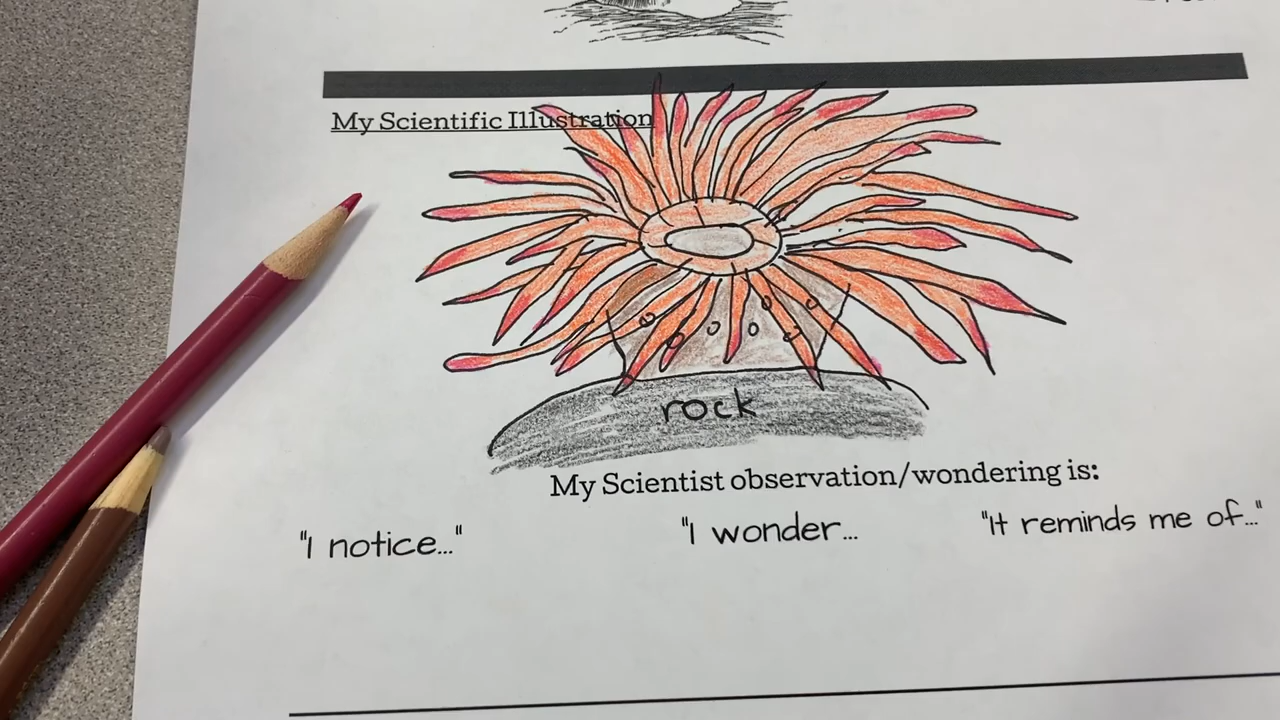 My Scientific Illustration
rock
My Scientist observation/wondering is:
"I notice..."
"I wonder...
"It reminds me of..."